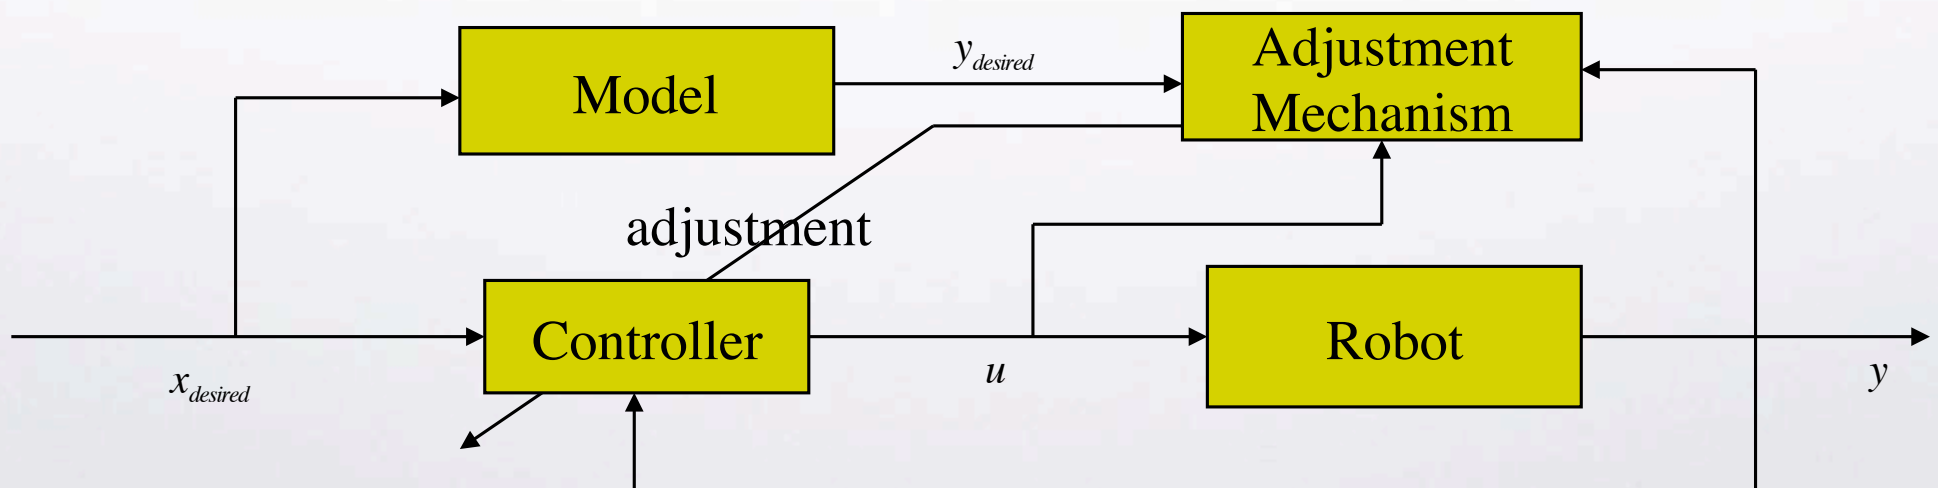 y desired
Adjustment
Mechanism
Model
adjustment
Controller
Robot
x desired
u
y